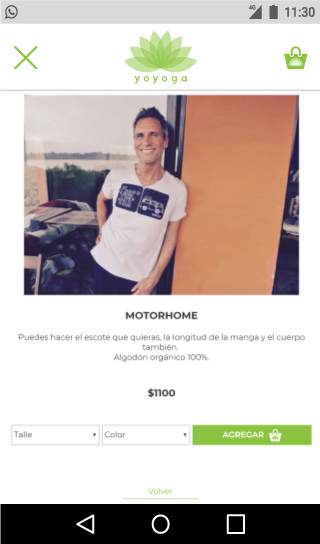 4G
11:30
yoyoga
MOTORHOME
Puedes hacer el escote que quieras, la longitud de la manga y el cuerpo
también.
Algodón orgánico 100%.
$1100
Talle
Color
AGREGAR
Volver